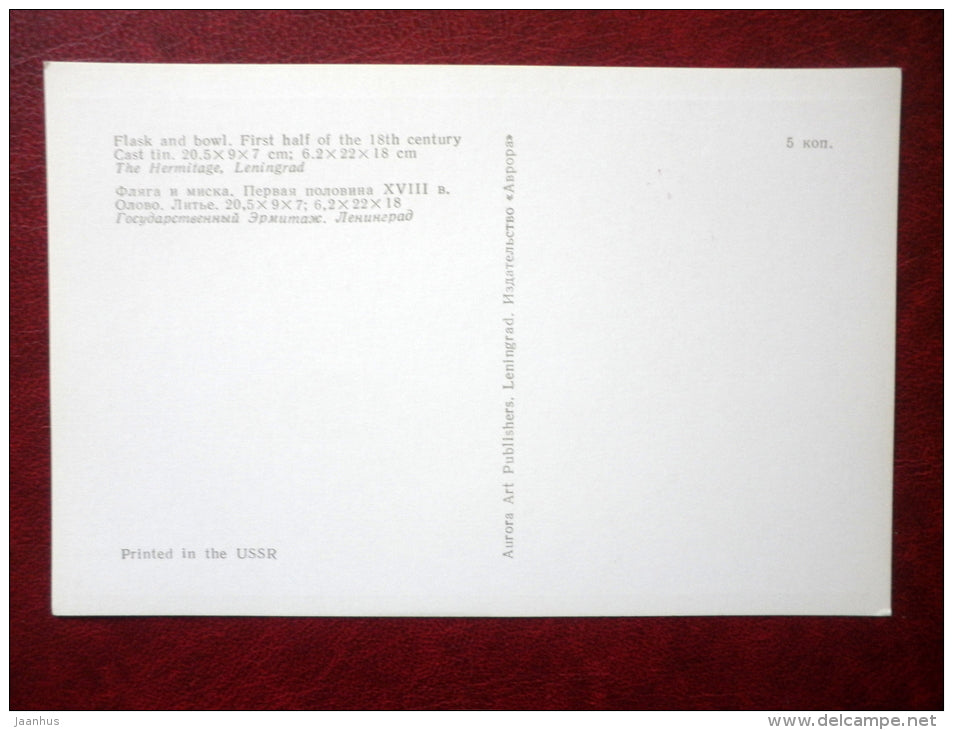 Flask and bowl. First half of the 18th century
Cast tin. 20.5×9×7 cm; 6.2×22×18 cm
The Hermitage, Leningrad
Фляга и миска. Первая половина XVIII в.
Олово. Литье. 20,5×9×7; 6,2×22×18
Государственный Эрмитаж. Ленинград
Printed in the USSR
Aurora Art Publishers, Leningrad. Издательство «Аврора»
5 коп.
jaanhus
www.delcampe.net